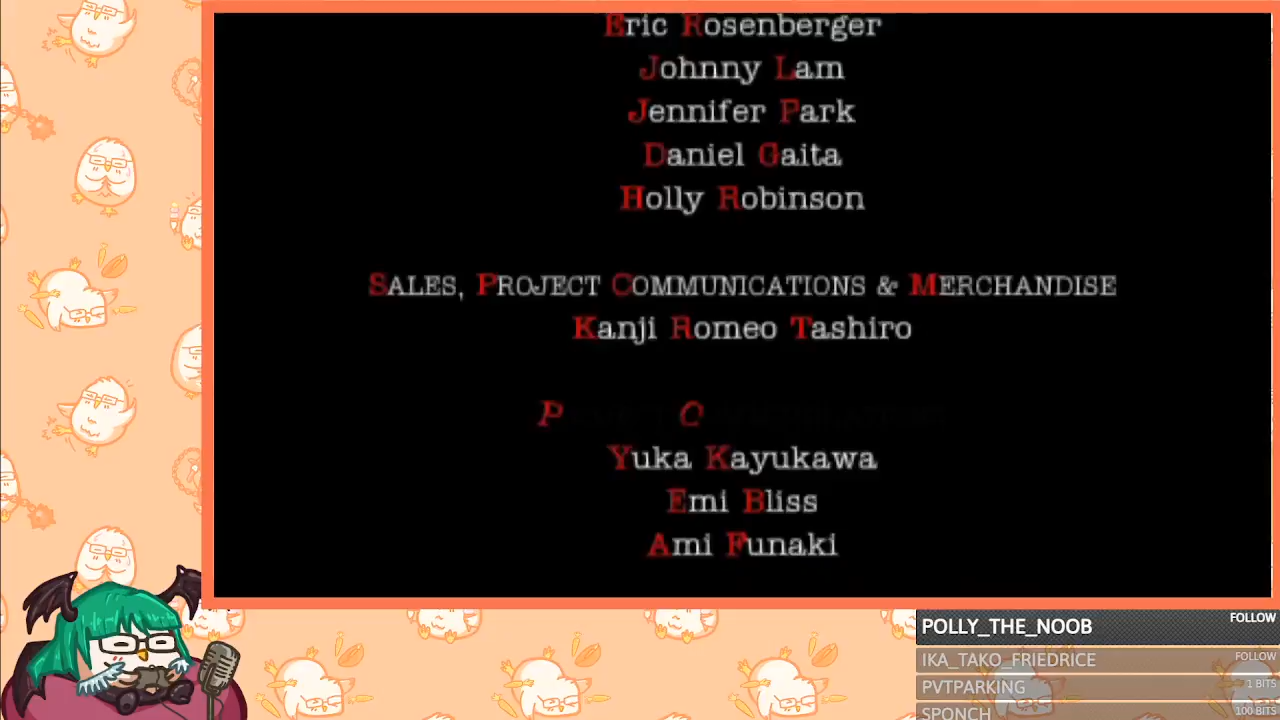 Eric Rosenberger
Johnny Lam
Jennifer Park
Daniel Gaita
Holly Robinson
SALES, PROJECT COMMUNICATIONS & MERCHANDISE
Kanji Romeo Tashiro
P C
Yuka Kayukawa
Emi Bliss
Ami Funaki
POLLY_THE_NOOB FOLLOW
IKA_TAKO_FRIEDRICE FOLLOW
PVTPARKING 1 BITS
SPONCH 100 BITS